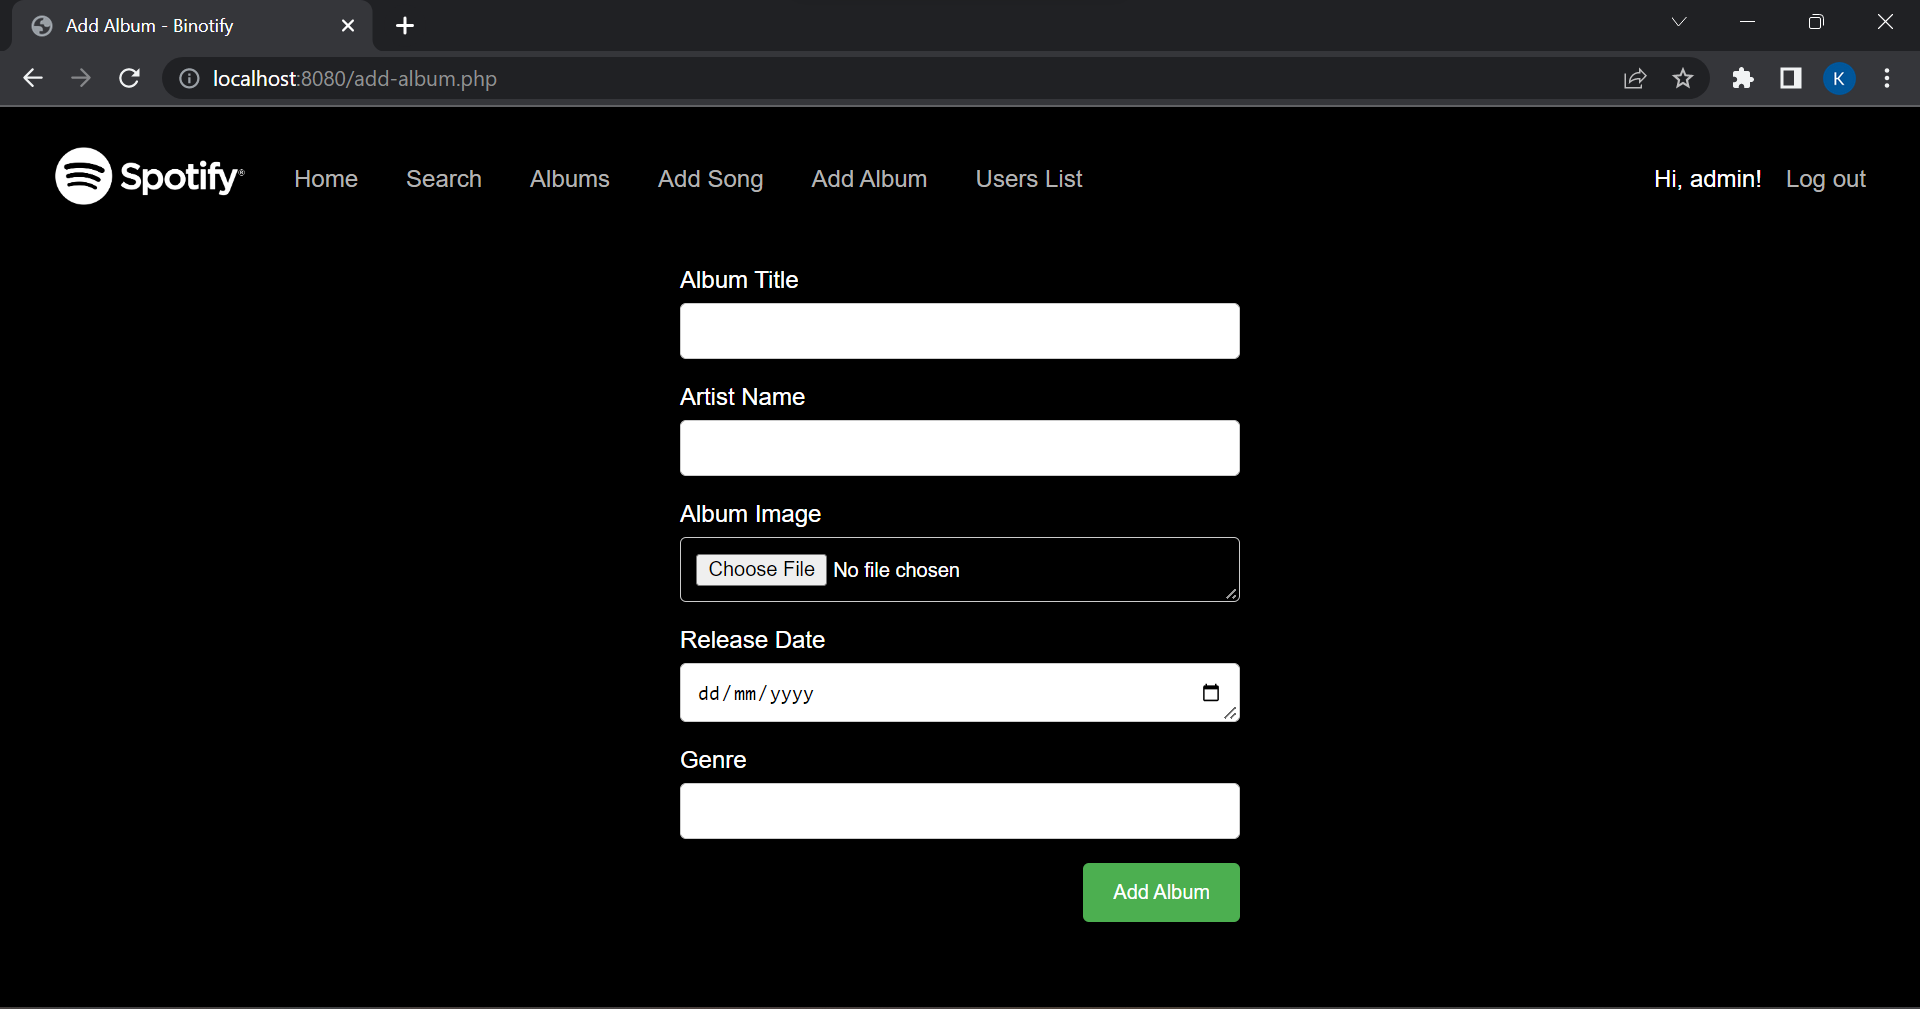 Add Album - Binotify
localhost:8080/add-album.php
K
Spotify® Home Search Albums Add Song Add Album Users List Hi, admin! Log out
Album Title
Artist Name
Album Image
Choose File No file chosen
Release Date
dd/mm/yyyy
Genre
Add Album